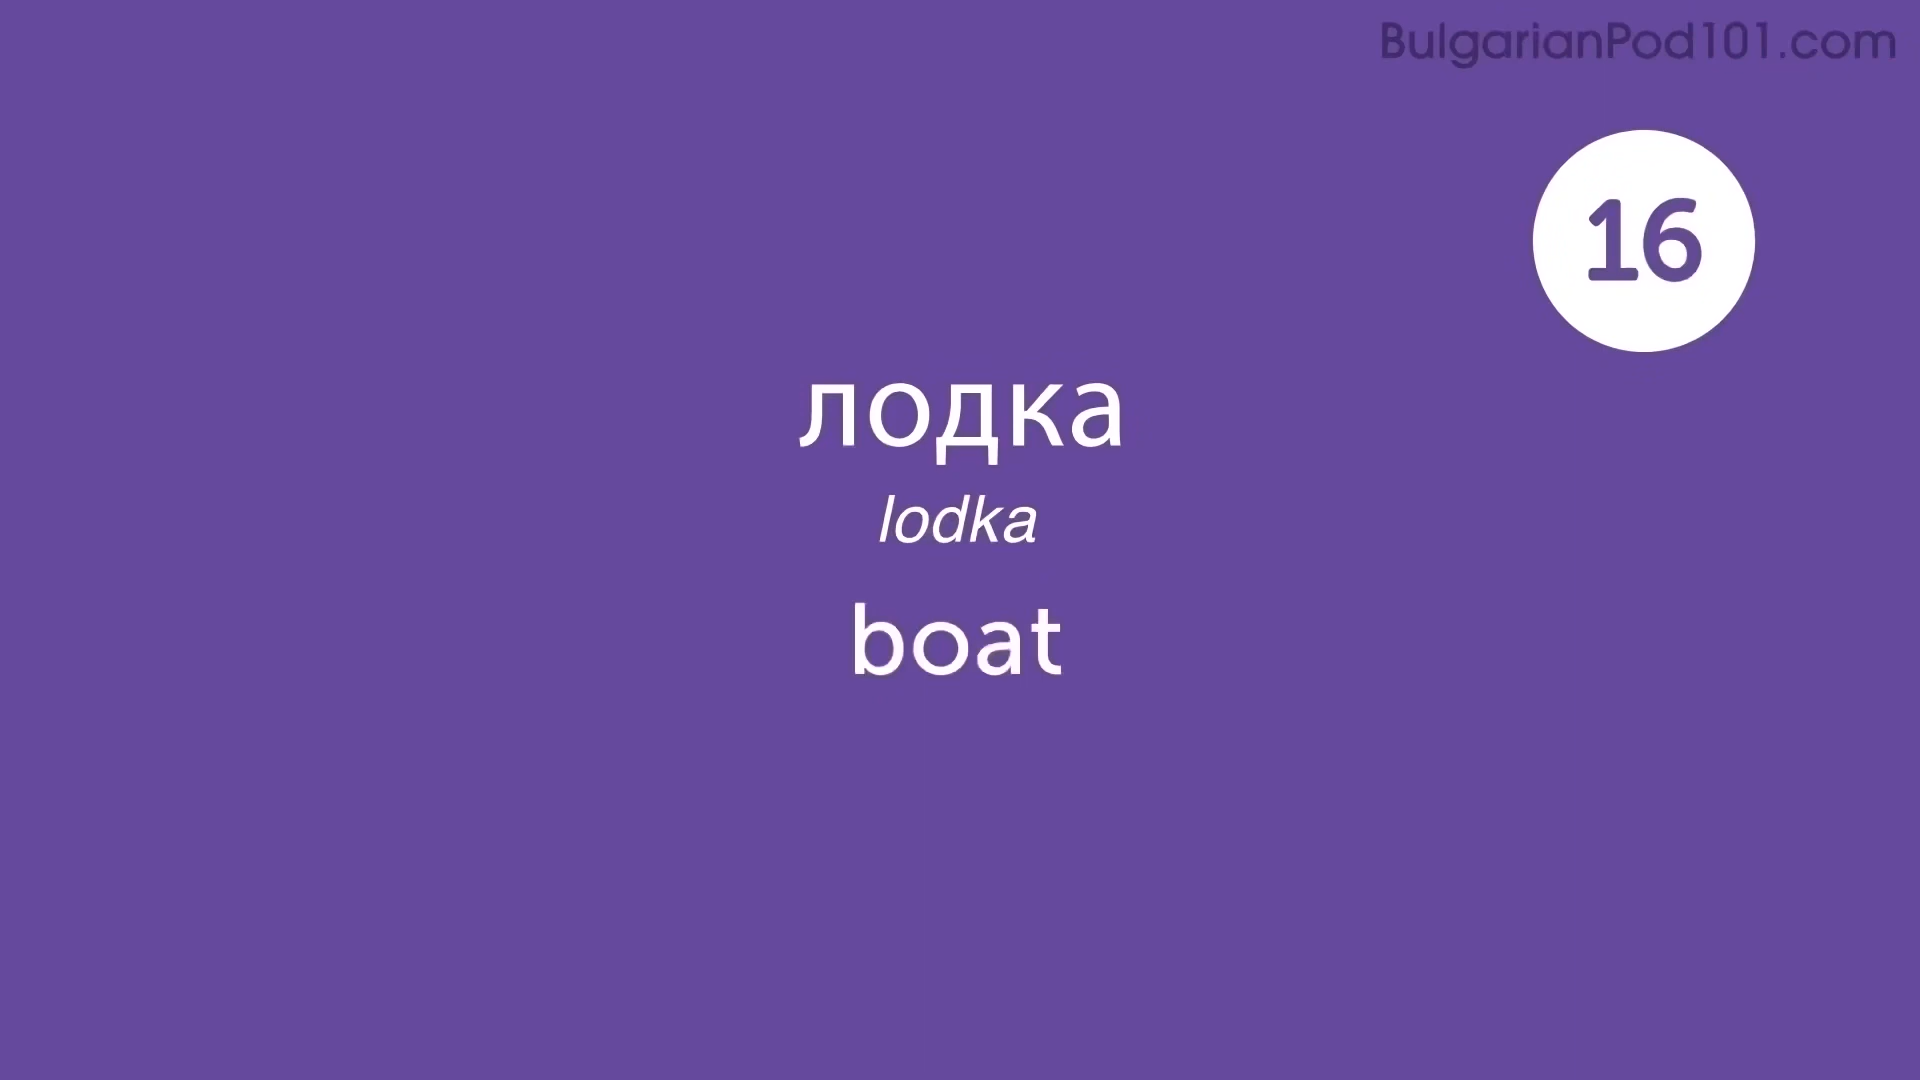 BulgarianPod101.com
16
лодка
lodka
boat